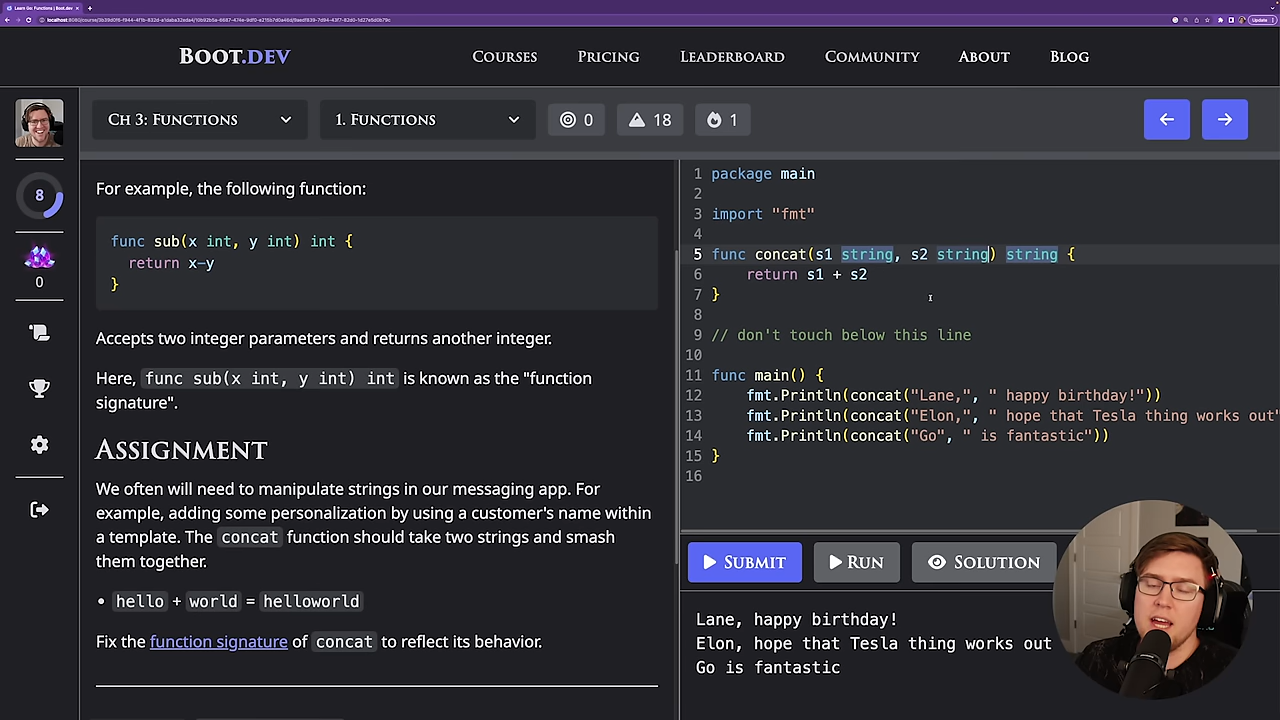 Learn Go: Functions | Boot.dev
Update
BOOT.DEV
COURSES
PRICING
LEADERBOARD
COMMUNITY
ABOUT
BLOG
CH 3: FUNCTIONS
1. FUNCTIONS
0
18
1
8
0
For example, the following function:
func sub(x int, y int) int {
  return x-y
}
Accepts two integer parameters and returns another integer.
Here, func sub(x int, y int) int is known as the "function
signature".
ASSIGNMENT
We often will need to manipulate strings in our messaging app. For
example, adding some personalization by using a customer's name within
a template. The concat function should take two strings and smash
them together.
• hello + world = helloworld
Fix the function signature of concat to reflect its behavior.
1 package main
2
3 import "fmt"
4
5 func concat(s1 string, s2 string) string {
6     return s1 + s2
7 }
8
9 // don't touch below this line
10
11 func main() {
12     fmt.Println(concat("Lane,", " happy birthday!"))
13     fmt.Println(concat("Elon,", " hope that Tesla thing works out"
14     fmt.Println(concat("Go", " is fantastic"))
15 }
16
SUBMIT
RUN
SOLUTION
Lane, happy birthday!
Elon, hope that Tesla thing works out
Go is fantastic